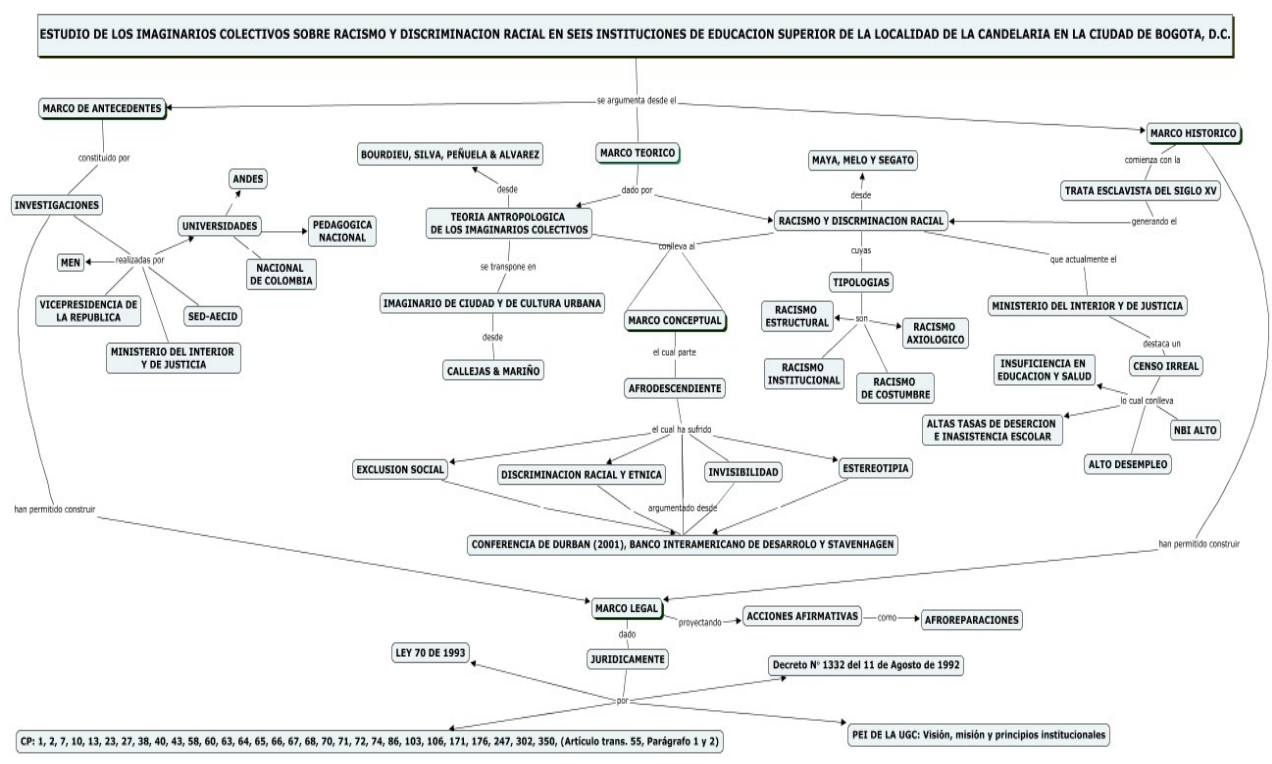 ESTUDIO DE LOS IMAGINARIOS COLECTIVOS SOBRE RACISMO Y DISCRIMINACION RACIAL EN SEIS INSTITUCIONES DE EDUCACION SUPERIOR DE LA LOCALIDAD DE LA CANDELARIA EN LA CIUDAD DE BOGOTA, D.C.
se argumenta desde el
MARCO DE ANTECEDENTES
constituido por
INVESTIGACIONES
realizadas por
MEN
VICEPRESIDENCIA DE
LA REPUBLICA
MINISTERIO DEL INTERIOR
Y DE JUSTICIA
SED-AECID
UNIVERSIDADES
ANDES
PEDAGOGICA
NACIONAL
NACIONAL
DE COLOMBIA
han permitido construir
MARCO TEORICO
dado por
BOURDIEU, SILVA, PEÑUELA & ALVAREZ
desde
TEORIA ANTROPOLOGICA
DE LOS IMAGINARIOS COLECTIVOS
se transpone en
IMAGINARIO DE CIUDAD Y DE CULTURA URBANA
desde
CALLEJAS & MARIÑO
conlleva al
MARCO CONCEPTUAL
el cual parte
AFRODESCENDIENTE
el cual ha sufrido
EXCLUSION SOCIAL
DISCRIMINACION RACIAL Y ETNICA
INVISIBILIDAD
ESTEREOTIPIA
argumentado desde
CONFERENCIA DE DURBAN (2001), BANCO INTERAMERICANO DE DESARROLO Y STAVENHAGEN
MAYA, MELO Y SEGATO
desde
RACISMO Y DISCRMINACION RACIAL
cuyas
TIPOLOGIAS
son
RACISMO
ESTRUCTURAL
RACISMO
AXIOLOGICO
RACISMO
INSTITUCIONAL
RACISMO
DE COSTUMBRE
MARCO HISTORICO
comienza con la
TRATA ESCLAVISTA DEL SIGLO XV
generando el
que actualmente el
MINISTERIO DEL INTERIOR Y DE JUSTICIA
destaca un
CENSO IRREAL
lo cual conlleva
INSUFICIENCIA EN
EDUCACION Y SALUD
ALTAS TASAS DE DESERCION
E INASISTENCIA ESCOLAR
NBI ALTO
ALTO DESEMPLEO
han permitido construir
MARCO LEGAL
proyectando
ACCIONES AFIRMATIVAS
como
AFROREPARACIONES
dado
JURIDICAMENTE
por
LEY 70 DE 1993
Decreto N° 1332 del 11 de Agosto de 1992
CP: 1, 2, 7, 10, 13, 23, 27, 38, 40, 43, 58, 60, 63, 64, 65, 66, 67, 68, 70, 71, 72, 74, 86, 103, 106, 171, 176, 247, 302, 350, (Artículo trans. 55, Parágrafo 1 y 2)
PEI DE LA UGC: Visión, misión y principios institucionales